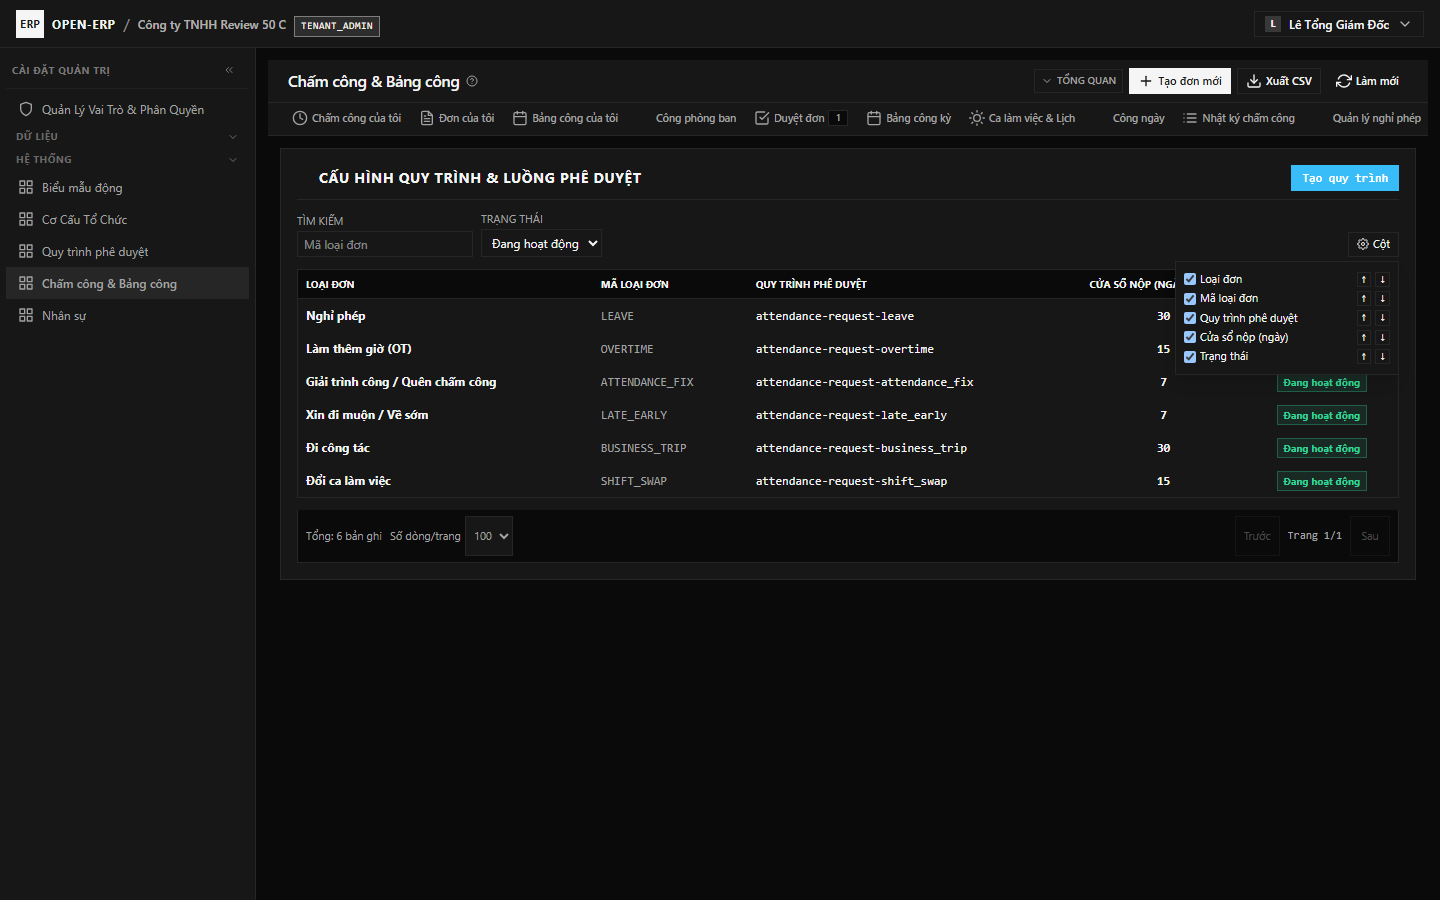 ERP OPEN-ERP / Công ty TNHH Review 50 C TENANT_ADMIN
L Lê Tổng Giám Đốc
CÀI ĐẶT QUẢN TRỊ
Quản Lý Vai Trò & Phân Quyền
DỮ LIỆU
HỆ THỐNG
Biểu mẫu động
Cơ Cấu Tổ Chức
Quy trình phê duyệt
Chấm công & Bảng công
Nhân sự
Chấm công & Bảng công
TỔNG QUAN
Tạo đơn mới
Xuất CSV
Làm mới
Chấm công của tôi
Đơn của tôi
Bảng công của tôi
Công phòng ban
Duyệt đơn 1
Bảng công kỳ
Ca làm việc & Lịch
Công ngày
Nhật ký chấm công
Quản lý nghỉ phép
CẤU HÌNH QUY TRÌNH & LUỒNG PHÊ DUYỆT
Tạo quy trình
TÌM KIẾM
Mã loại đơn
TRẠNG THÁI
Đang hoạt động
Cột
LOẠI ĐƠN MÃ LOẠI ĐƠN QUY TRÌNH PHÊ DUYỆT CỬA SỔ NỘP
Nghỉ phép LEAVE attendance-request-leave 30
Làm thêm giờ (OT) OVERTIME attendance-request-overtime 15
Giải trình công / Quên chấm công ATTENDANCE_FIX attendance-request-attendance_fix 7 Đang hoạt động
Xin đi muộn / Về sớm LATE_EARLY attendance-request-late_early 7 Đang hoạt động
Đi công tác BUSINESS_TRIP attendance-request-business_trip 30 Đang hoạt động
Đổi ca làm việc SHIFT_SWAP attendance-request-shift_swap 15 Đang hoạt động
Loại đơn ↑ ↓
Mã loại đơn ↑ ↓
Quy trình phê duyệt ↑ ↓
Cửa sổ nộp (ngày) ↑ ↓
Trạng thái ↑ ↓
Tổng: 6 bản ghi Số dòng/trang 100
Trước Trang 1/1 Sau